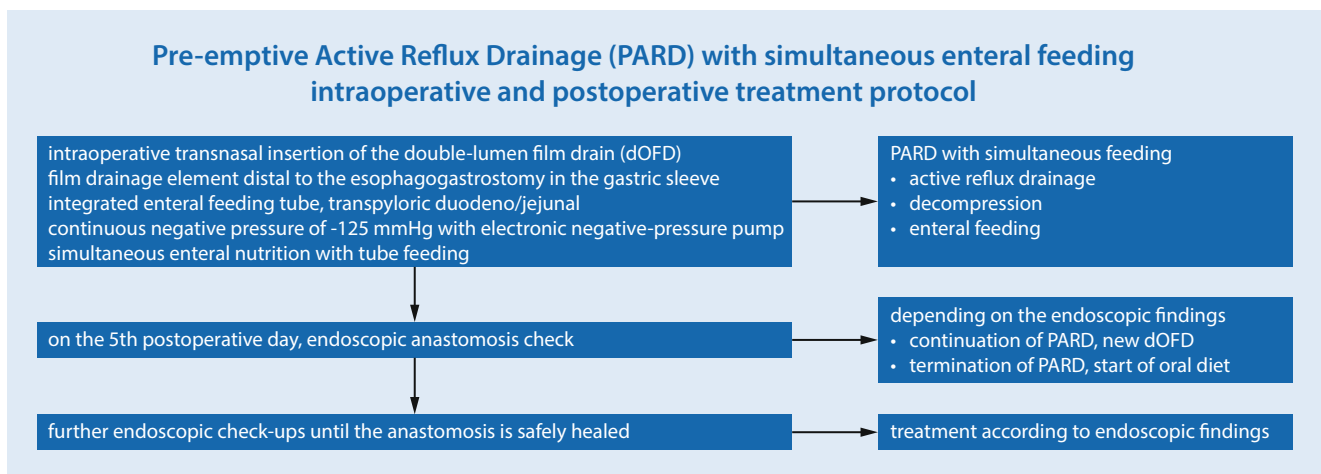 Pre-emptive Active Reflux Drainage (PARD) with simultaneous enteral feeding
intraoperative and postoperative treatment protocol
intraoperative transnasal insertion of the double-lumen film drain (dOFD)
film drainage element distal to the esophagogastrostomy in the gastric sleeve
integrated enteral feeding tube, transpyloric duodeno/jejunal
continuous negative pressure of -125 mmHg with electronic negative-pressure pump
simultaneous enteral nutrition with tube feeding
PARD with simultaneous feeding
• active reflux drainage
• decompression
• enteral feeding
on the 5th postoperative day, endoscopic anastomosis check
depending on the endoscopic findings
• continuation of PARD, new dOFD
• termination of PARD, start of oral diet
further endoscopic check-ups until the anastomosis is safely healed
treatment according to endoscopic findings